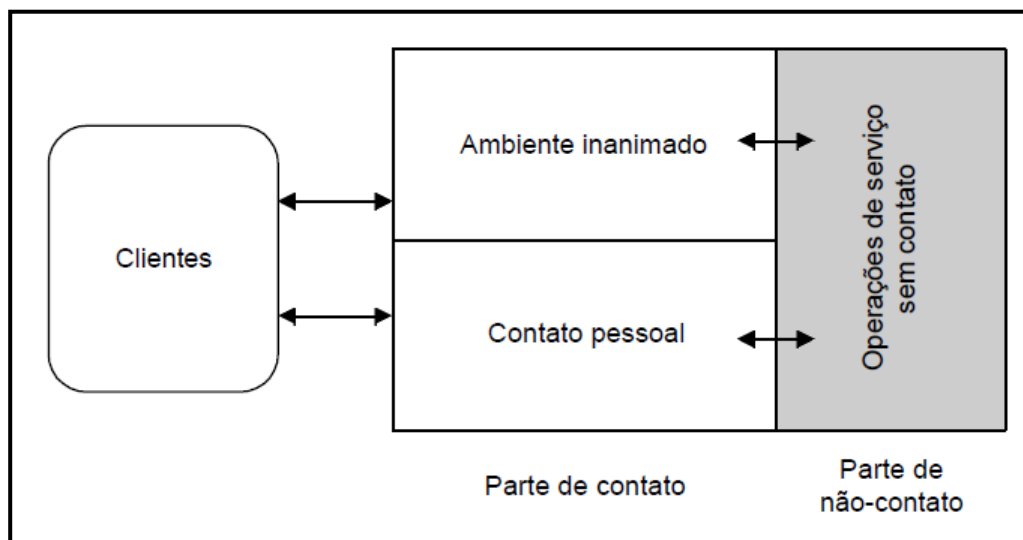 Clientes
Ambiente inanimado
Contato pessoal
Operações de serviço
sem contato
Parte de contato
Parte de
não-contato